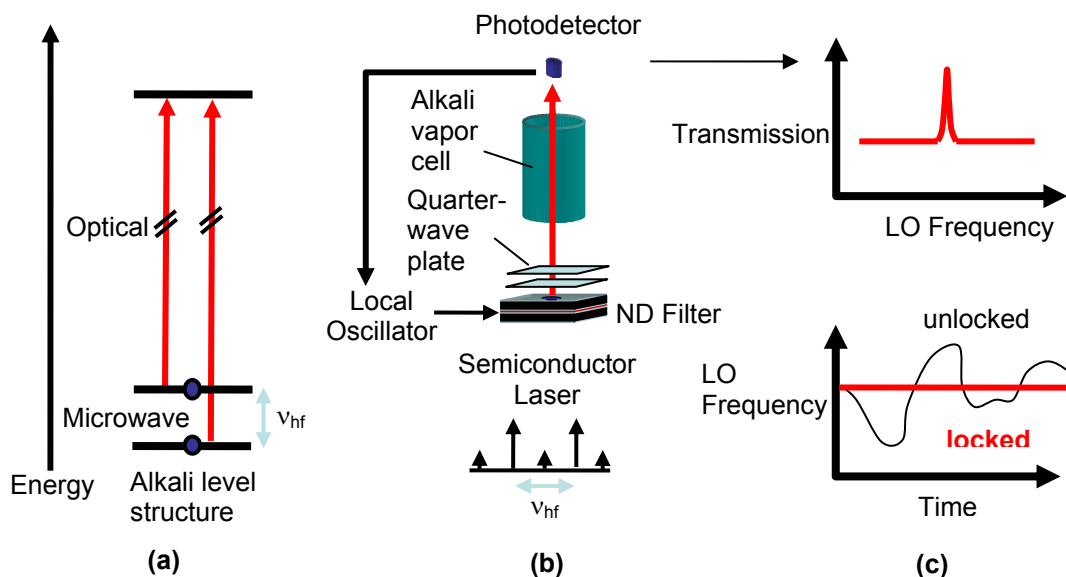 Optical
Microwave
νhf
Energy
Alkali level
structure
(a)
Photodetector
Alkali
vapor
cell
Quarter-
wave
plate
Local
Oscillator
ND Filter
Semiconductor
Laser
νhf
(b)
Transmission
LO Frequency
unlocked
LO
Frequency
locked
Time
(c)